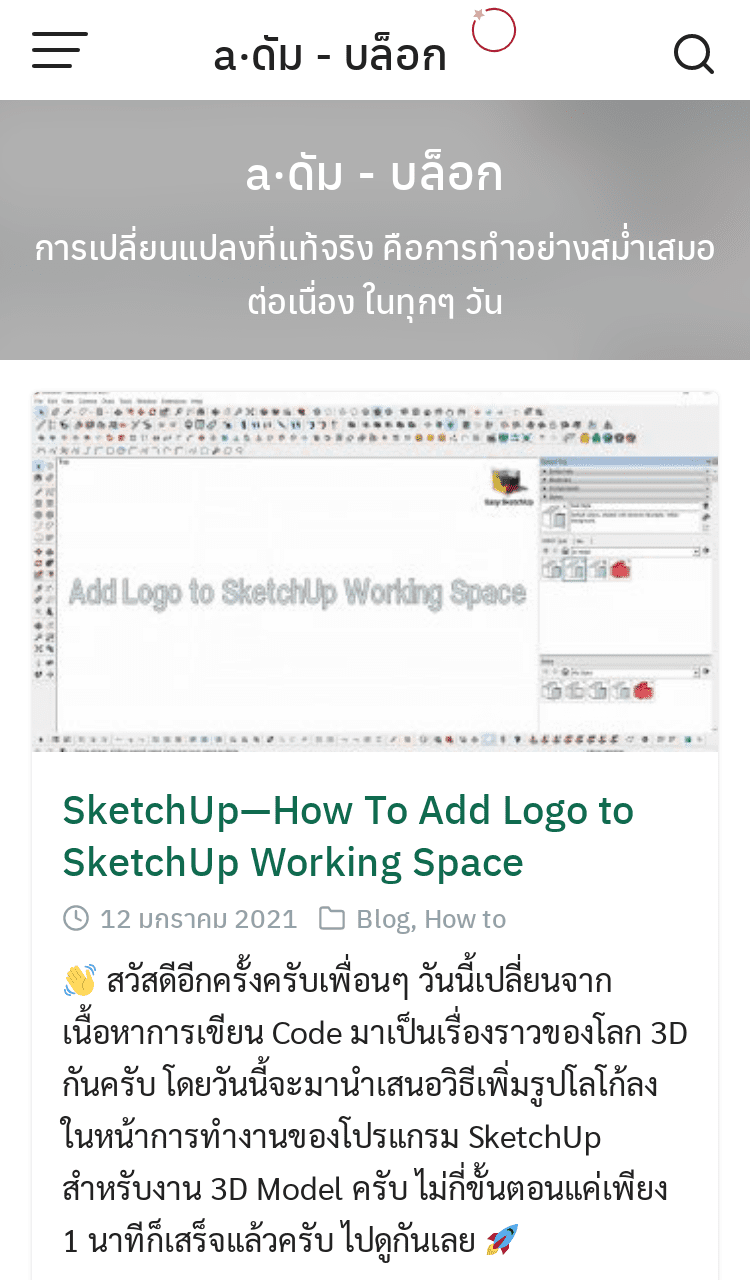 a·ดัม - บล็อก
a·ดัม - บล็อก
การเปลี่ยนแปลงที่แท้จริง คือการทำอย่างสม่ำเสมอ
ต่อเนื่อง ในทุกๆ วัน
Easy SketchUp
Add Logo to SketchUp Working Space
SketchUp—How To Add Logo to
SketchUp Working Space
12 มกราคม 2021 Blog, How to
👋 สวัสดีอีกครั้งครับเพื่อนๆ วันนี้เปลี่ยนจาก
เนื้อหาการเขียน Code มาเป็นเรื่องราวของโลก 3D
กันครับ โดยวันนี้จะมานำเสนอวิธีเพิ่มรูปโลโก้ลง
ในหน้าการทำงานของโปรแกรม SketchUp
สำหรับงาน 3D Model ครับ ไม่กี่ขั้นตอนแค่เพียง
1 นาทีก็เสร็จแล้วครับ ไปดูกันเลย 🚀